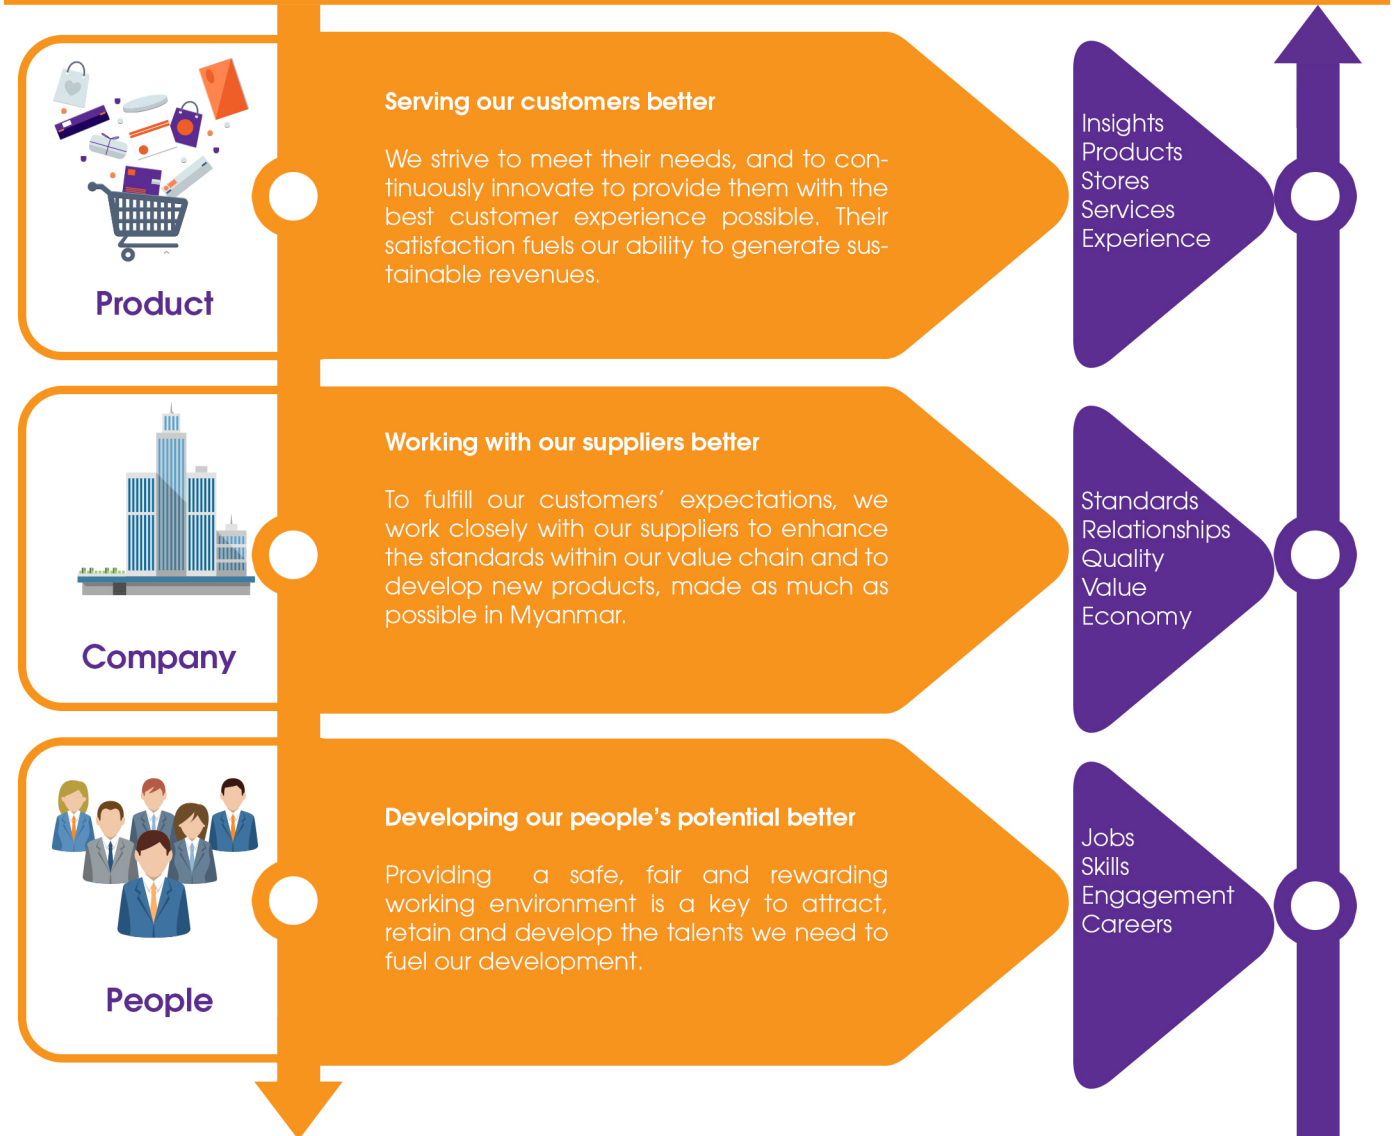 Product
Serving our customers better
We strive to meet their needs, and to con-
tinuously innovate to provide them with the
best customer experience possible. Their
satisfaction fuels our ability to generate sus-
tainable revenues.
Insights
Products
Stores
Services
Experience
Company
Working with our suppliers better
To fulfill our customers’ expectations, we
work closely with our suppliers to enhance
the standards within our value chain and to
develop new products, made as much as
possible in Myanmar.
Standards
Relationships
Quality
Value
Economy
People
Developing our people’s potential better
Providing a safe, fair and rewarding
working environment is a key to attract,
retain and develop the talents we need to
fuel our development.
Jobs
Skills
Engagement
Careers